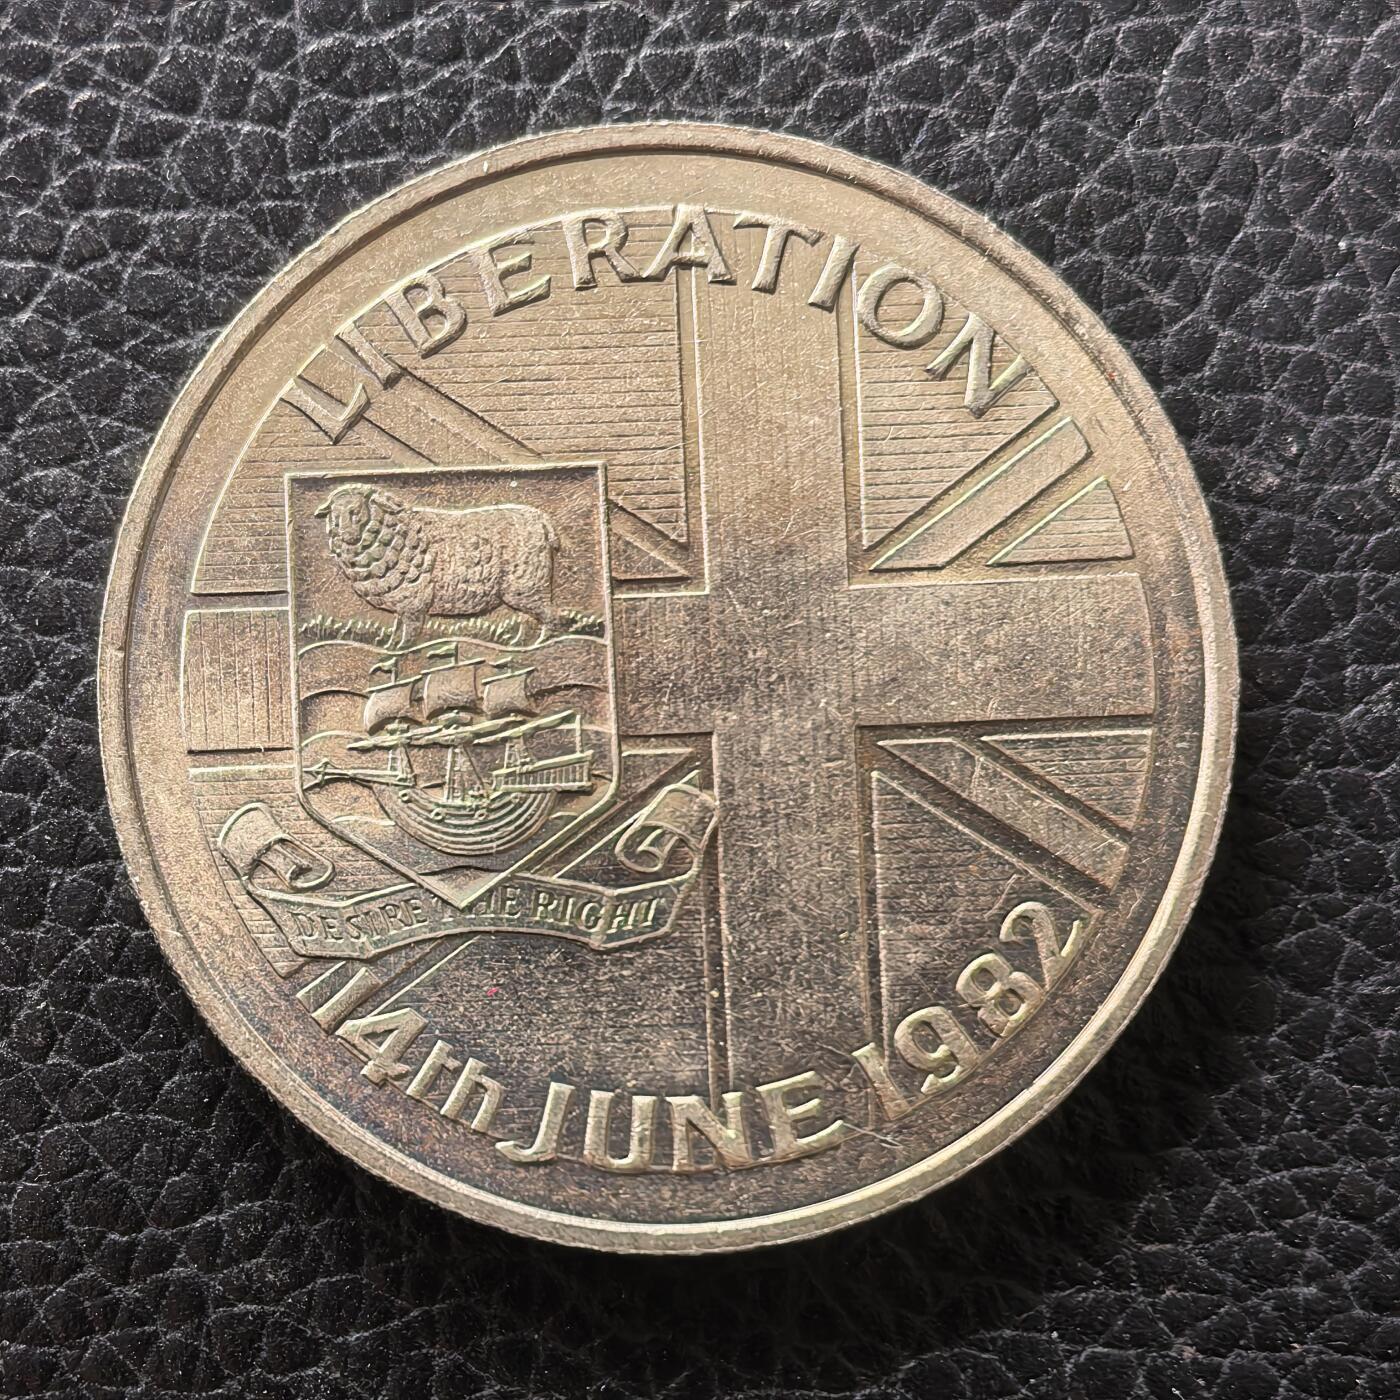 LIBERATION
DESIRE THE RIGHT
14th JUNE 1982